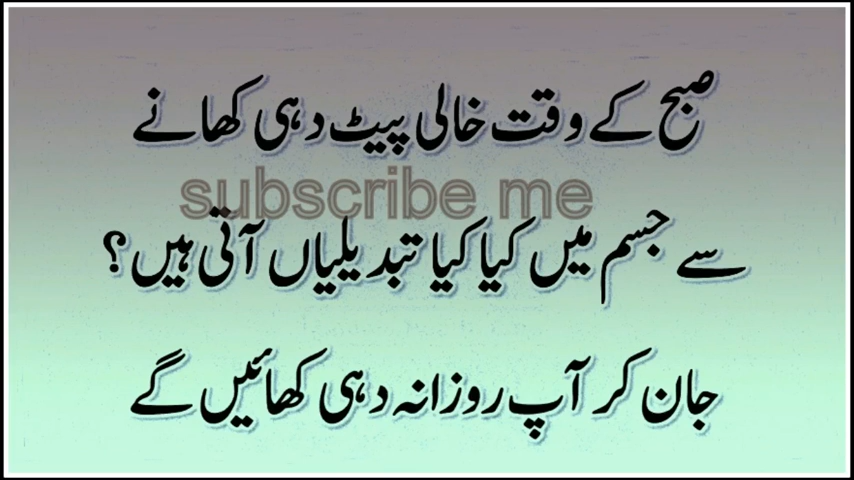 صبح کے وقت خالی پیٹ دہی کھانے
subscribe me
سے جسم میں کیا کیا تبدیلیاں آتی ہیں؟
جان کر آپ روزانہ دہی کھائیں گے